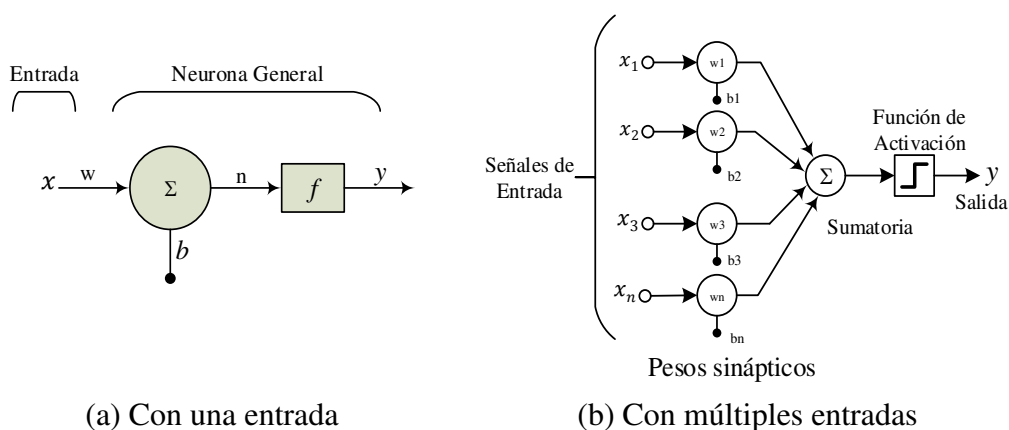 Entrada
Neurona General
x
w
Σ
n
f
y
b
(a) Con una entrada
Señales de
Entrada
x1
w1
b1
x2
w2
b2
x3
w3
b3
xn
wn
bn
Pesos sinápticos
Σ
Sumatoria
Función de
Activación
y
Salida
(b) Con múltiples entradas